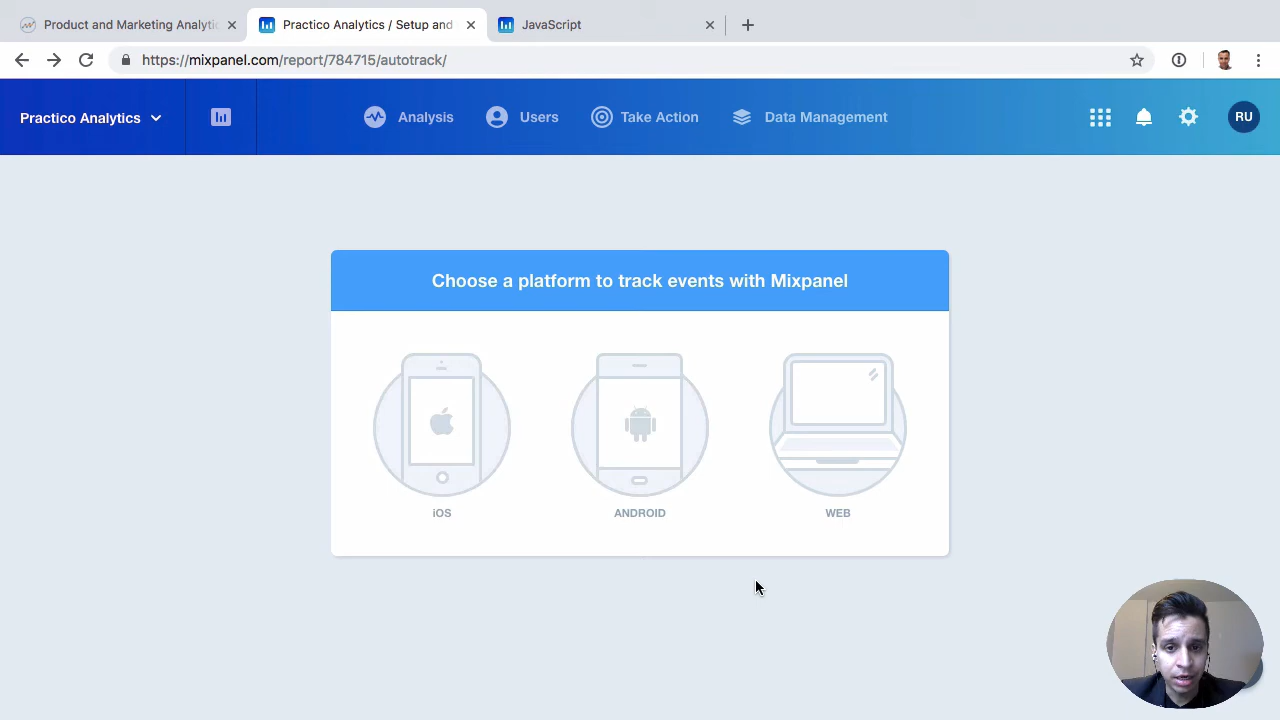 Product and Marketing Analytic
Practico Analytics / Setup and
JavaScript
https://mixpanel.com/report/784715/autotrack/
Practico Analytics
Analysis
Users
Take Action
Data Management
RU
Choose a platform to track events with Mixpanel
iOS
ANDROID
WEB